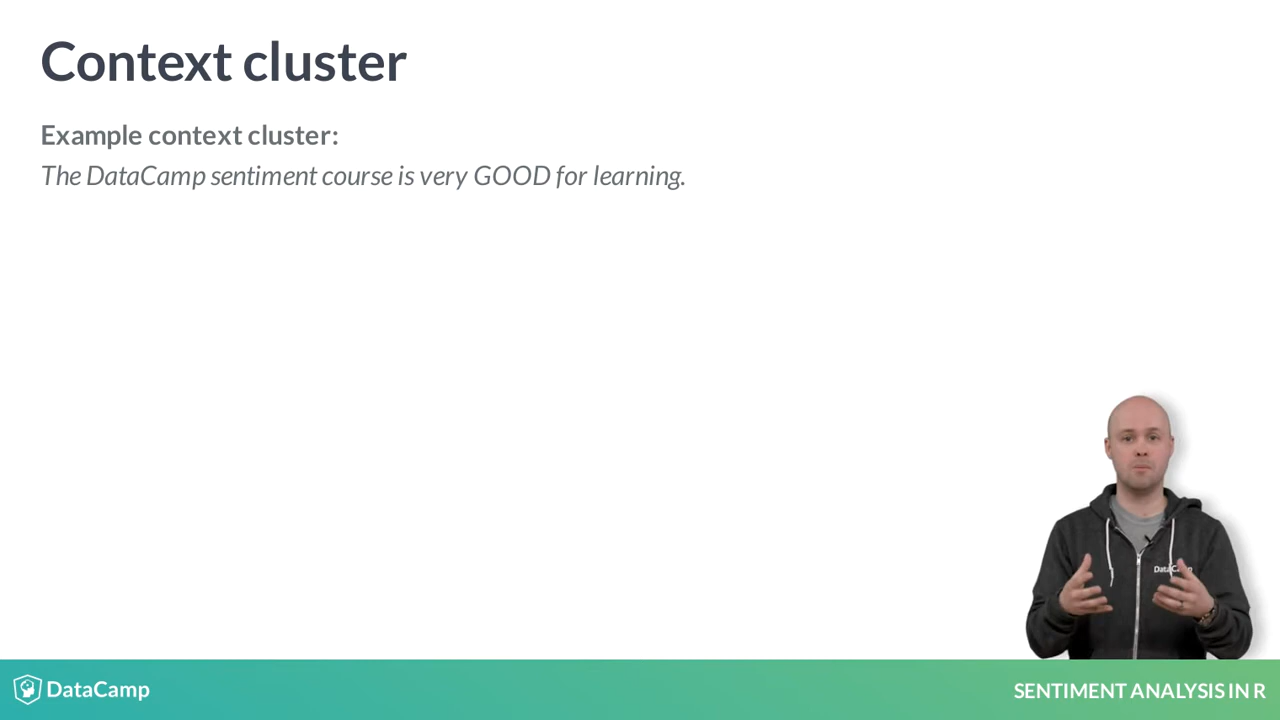 Context cluster
Example context cluster:
The DataCamp sentiment course is very GOOD for learning.
DataCamp
SENTIMENT ANALYSIS IN R